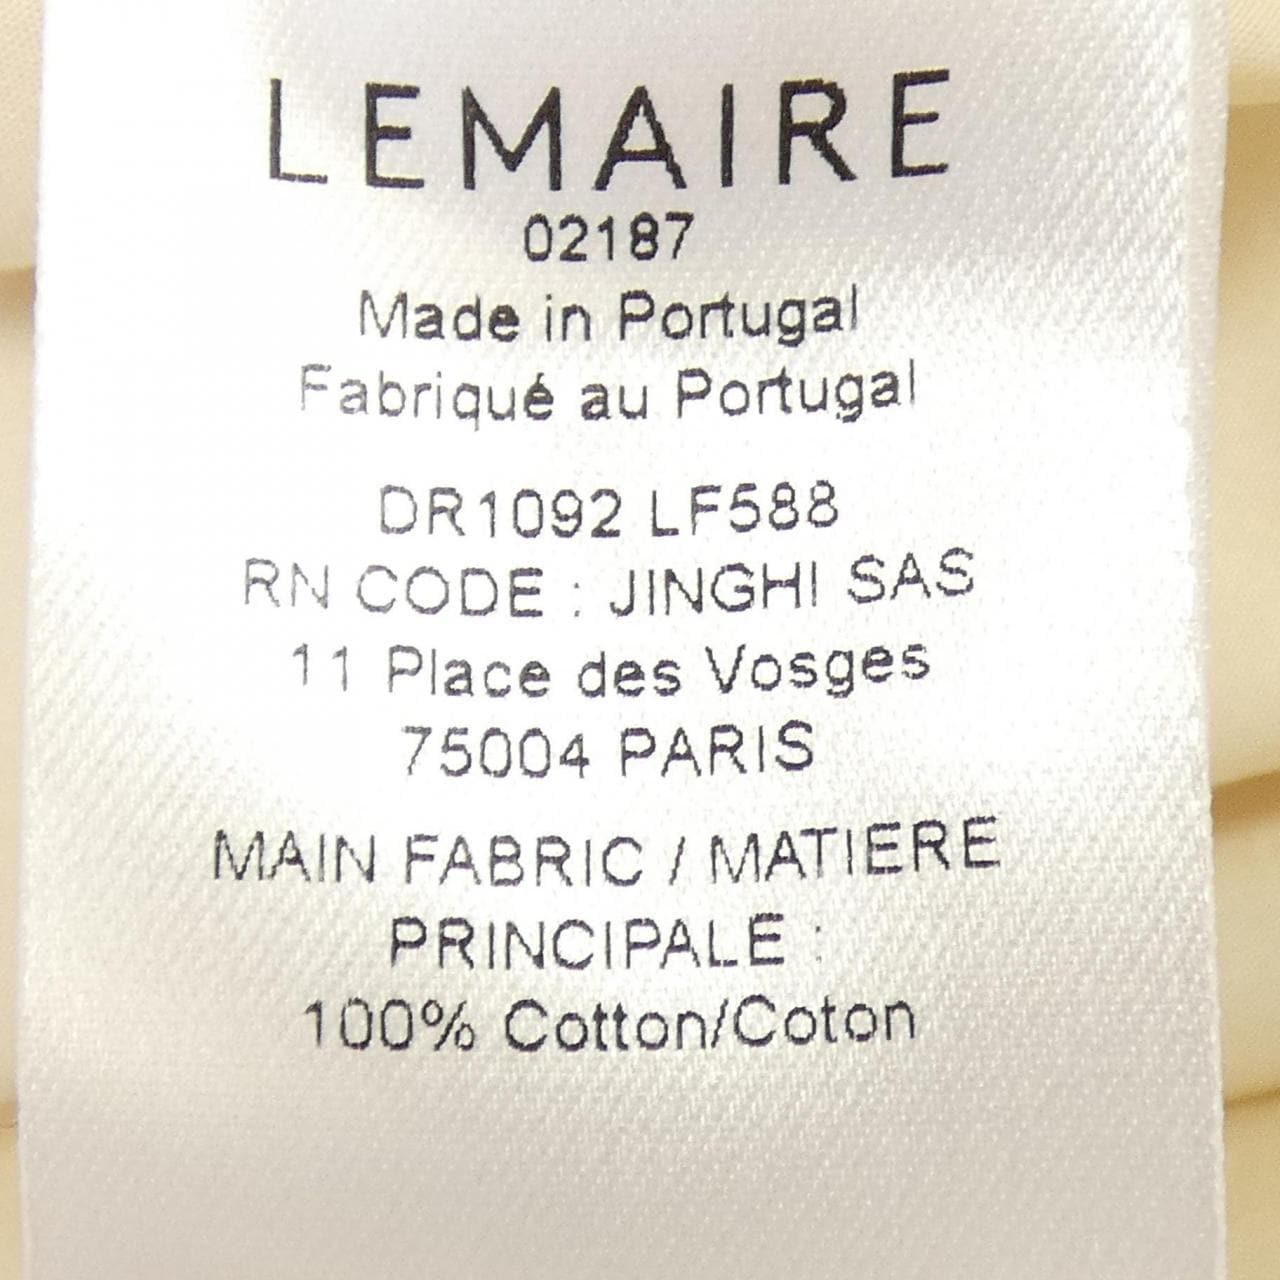 LEMAIRE
02187
Made in Portugal
Fabriqué au Portugal
DR1092 LF588
RN CODE : JINGHI SAS
11 Place des Vosges
75004 PARIS
MAIN FABRIC / MATIERE
PRINCIPALE :
100% Cotton/Coton